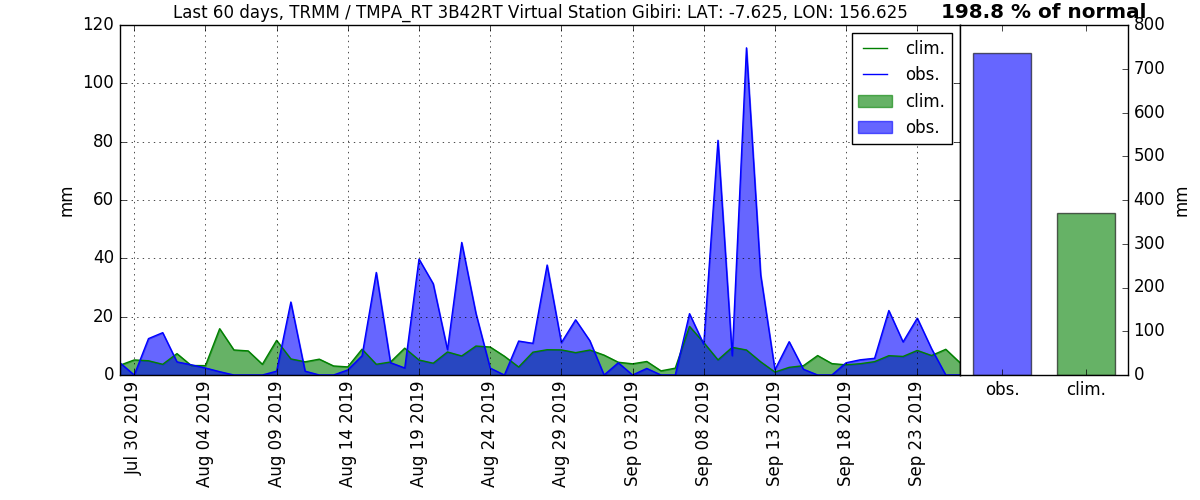 Last 60 days, TRMM / TMPA_RT 3B42RT Virtual Station Gibiri: LAT: -7.625, LON: 156.625
198.8 % of normal
120
100
80
60
40
20
0
mm
clim.
obs.
clim.
obs.
800
700
600
500
400
300
200
100
0
mm
Jul 30 2019
Aug 04 2019
Aug 09 2019
Aug 14 2019
Aug 19 2019
Aug 24 2019
Aug 29 2019
Sep 03 2019
Sep 08 2019
Sep 13 2019
Sep 18 2019
Sep 23 2019
obs.
clim.